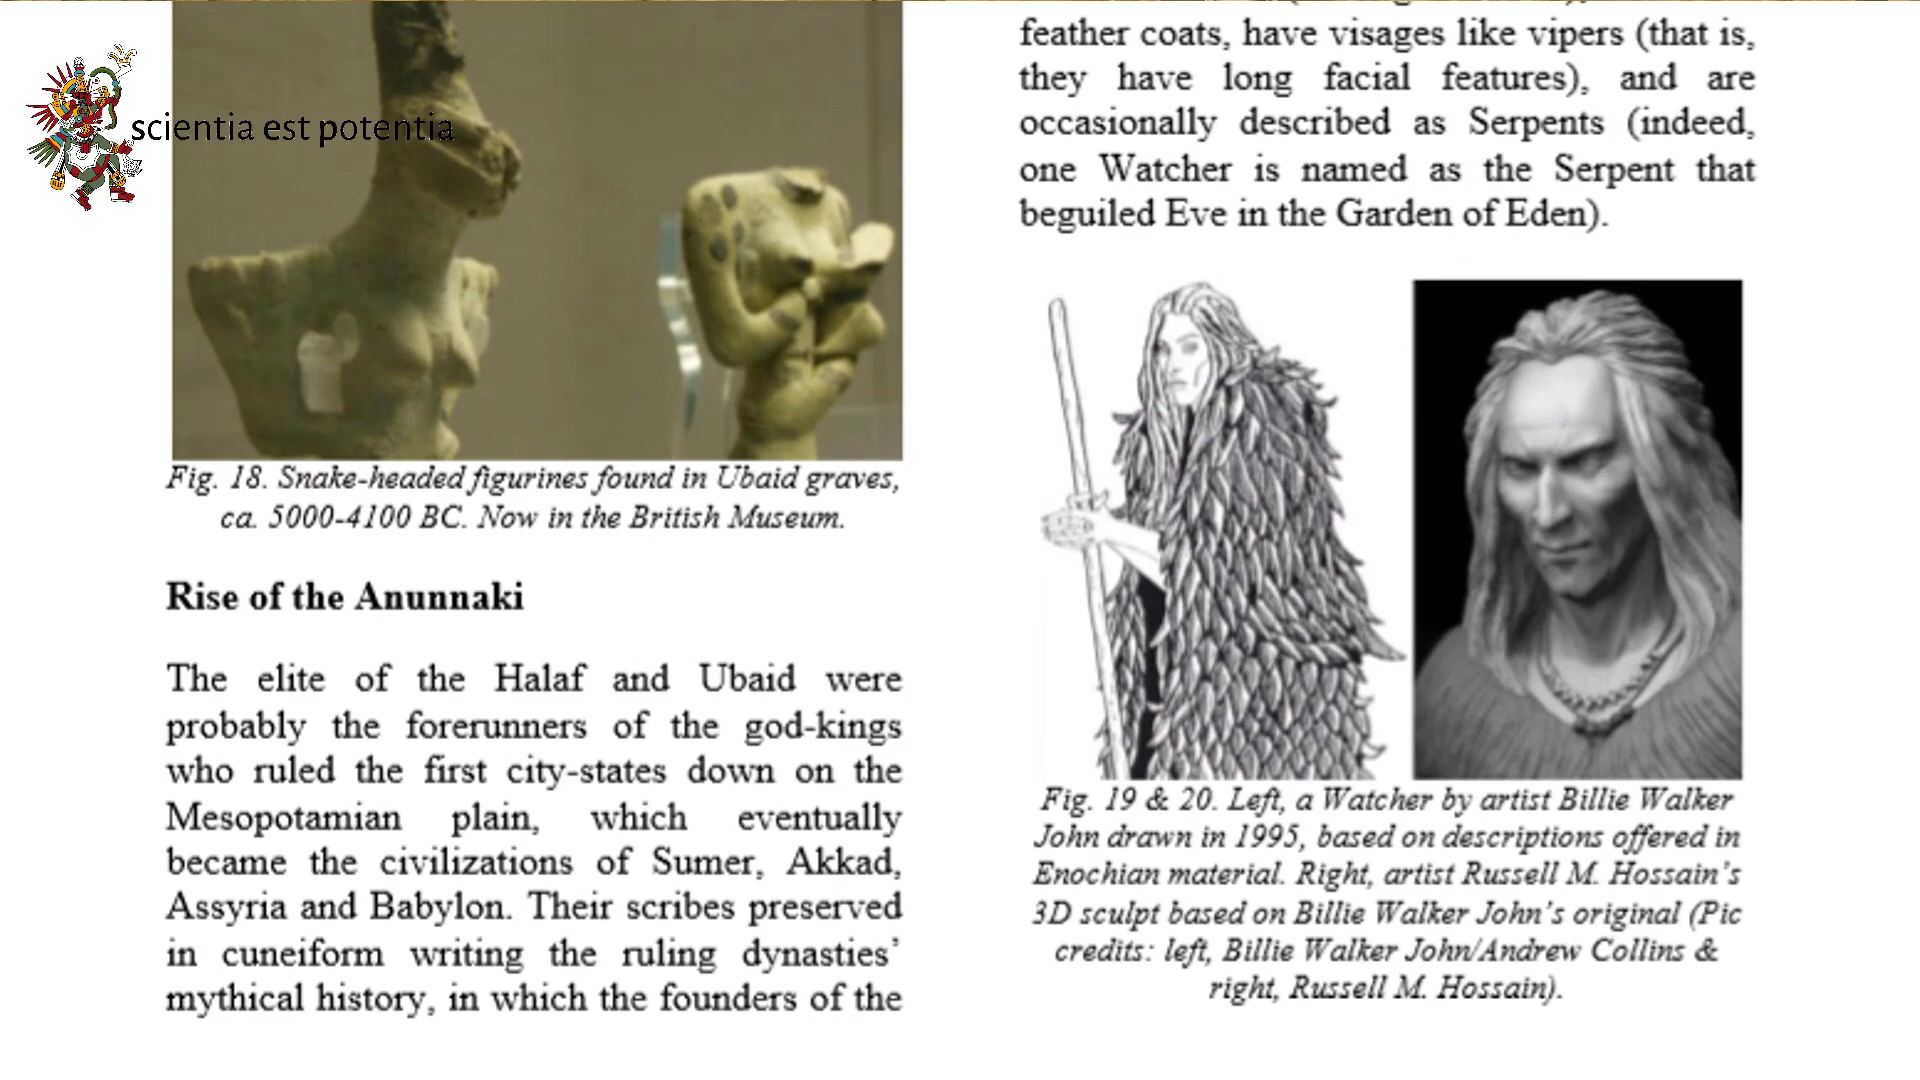 scientia est potentia
Fig. 18. Snake-headed figurines found in Ubaid graves,
ca. 5000-4100 BC. Now in the British Museum.
Rise of the Anunnaki
The elite of the Halaf and Ubaid were
probably the forerunners of the god-kings
who ruled the first city-states down on the
Mesopotamian plain, which eventually
became the civilizations of Sumer, Akkad,
Assyria and Babylon. Their scribes preserved
in cuneiform writing the ruling dynasties’
mythical history, in which the founders of the
feather coats, have visages like vipers (that is,
they have long facial features), and are
occasionally described as Serpents (indeed,
one Watcher is named as the Serpent that
beguiled Eve in the Garden of Eden).
Fig. 19 & 20. Left, a Watcher by artist Billie Walker
John drawn in 1995, based on descriptions offered in
Enochian material. Right, artist Russell M. Hossain’s
3D sculpt based on Billie Walker John’s original (Pic
credits: left, Billie Walker John/Andrew Collins &
right, Russell M. Hossain).